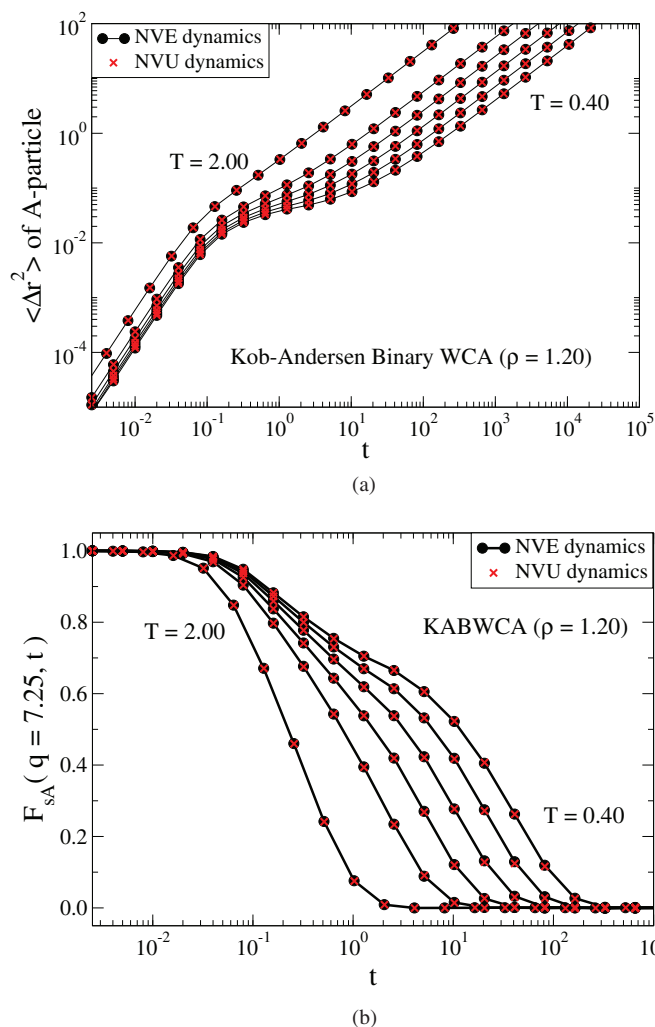 10²
NVE dynamics
NVU dynamics
10⁰
T = 0.40
T = 2.00
<Δr²> of A-particle
10⁻²
10⁻⁴
Kob-Andersen Binary WCA (ρ = 1.20)
10⁻² 10⁻¹ 10⁰ 10¹ 10² 10³ 10⁴ 10⁵
t
(a)
1.0
NVE dynamics
NVU dynamics
T = 2.00
KABWCA (ρ = 1.20)
0.8
0.6
F_sA( q = 7.25, t )
0.4
T = 0.40
0.2
0.0
10⁻² 10⁻¹ 10⁰ 10¹ 10² 10
t
(b)